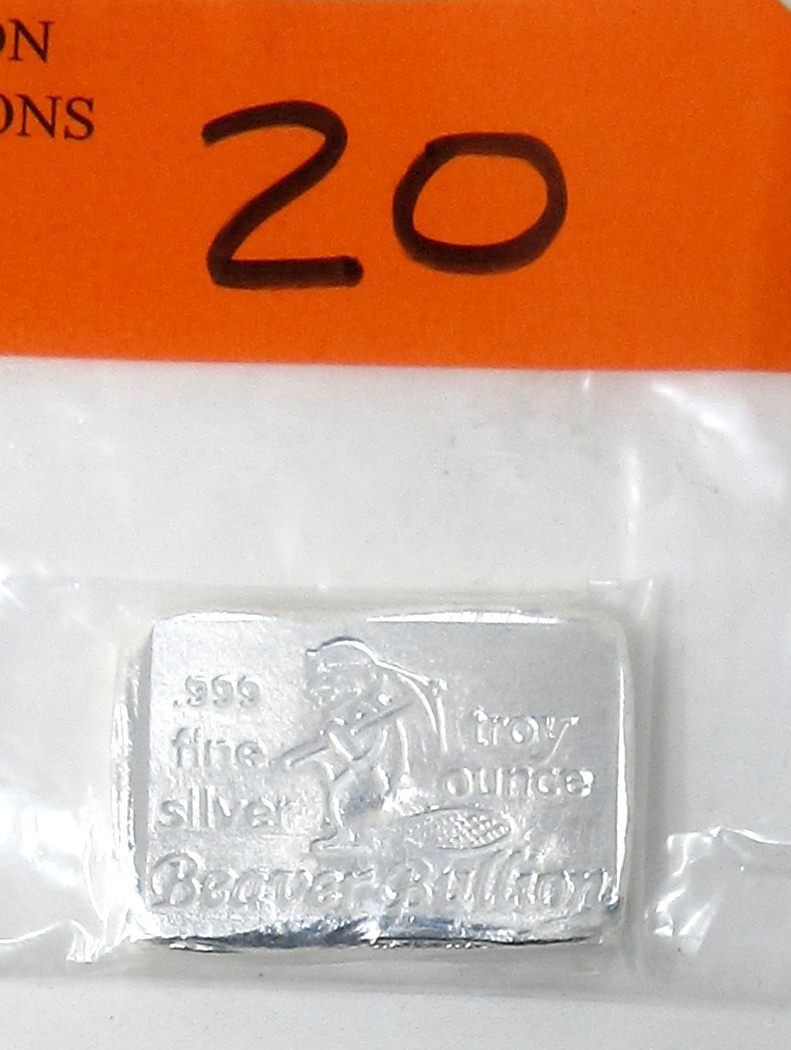 ON
ONS
20
.999
fine
silver
troy
ounce
Beaver Bullion